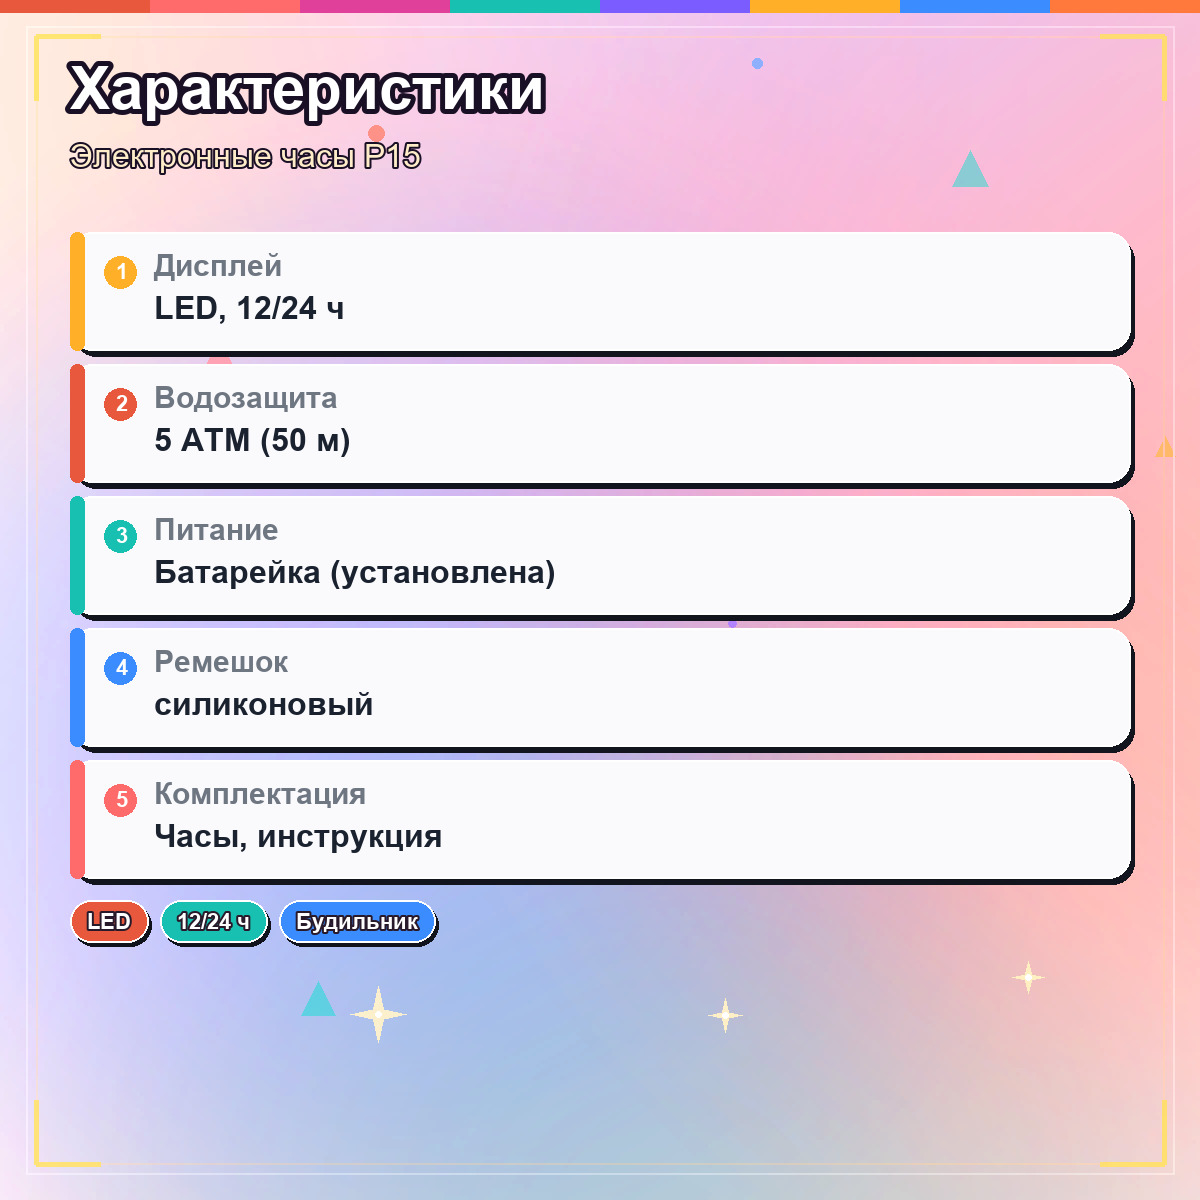 Характеристики
Электронные часы P15
1
Дисплей
LED, 12/24 ч
2
Водозащита
5 ATM (50 м)
3
Питание
Батарейка (установлена)
4
Ремешок
силиконовый
5
Комплектация
Часы, инструкция
LED 12/24 ч Будильник